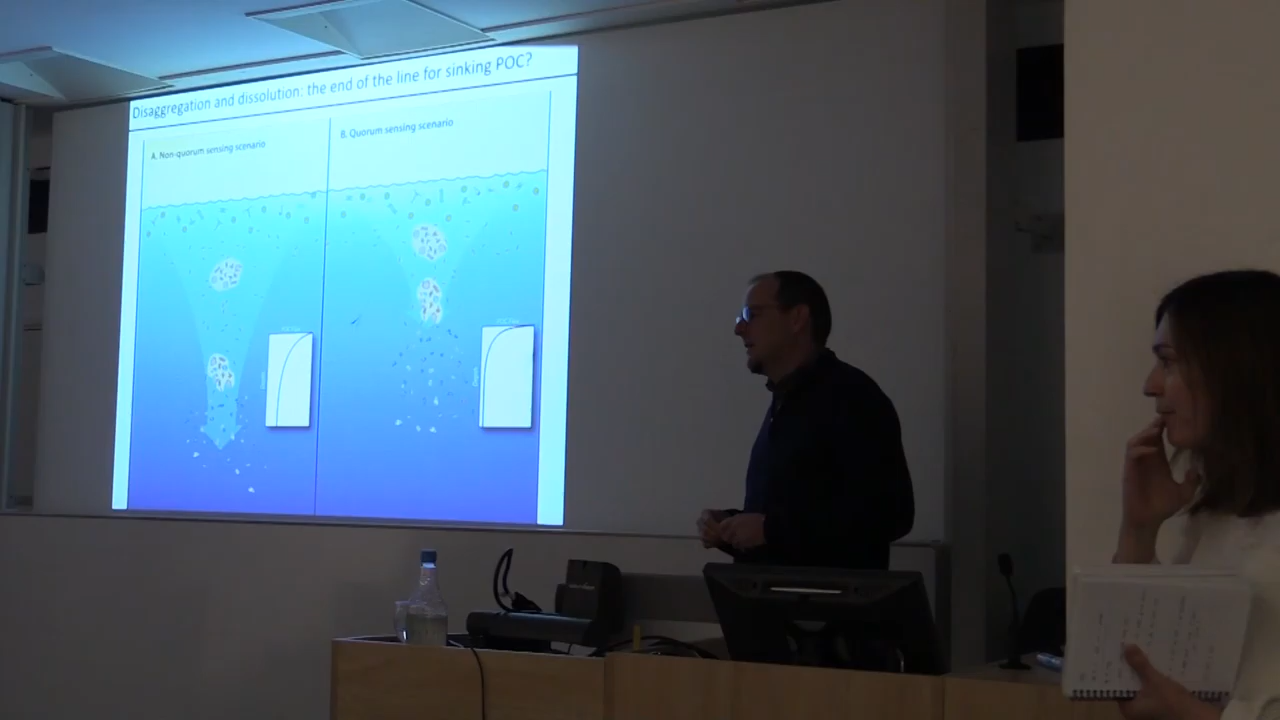 Disaggregation and dissolution: the end of the line for sinking POC?
A. Non-quorum sensing scenario
B. Quorum sensing scenario